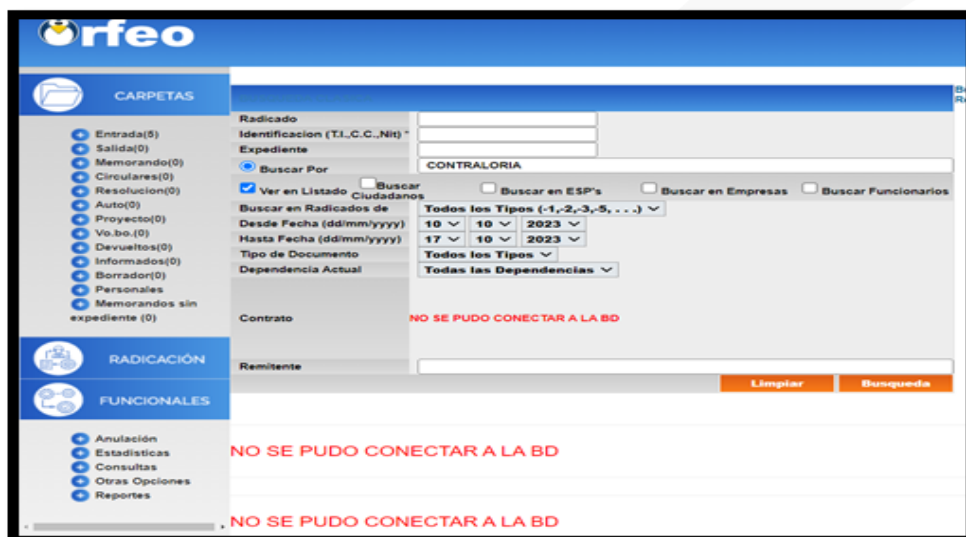 Orfeo
CARPETAS
Entrada(5)
Salida(0)
Memorando(0)
Circulares(0)
Resolucion(0)
Auto(0)
Proyecto(0)
Vo.bo.(0)
Devueltos(0)
Informados(0)
Borrador(0)
Personales
Memorandos sin
expediente (0)
RADICACIÓN
FUNCIONALES
Anulación
Estadisticas
Consultas
Otras Opciones
Reportes
Radicado
Identificacion (T.I.,C.C.,Nit) *
Expediente
Buscar Por CONTRALORIA
Ver en Listado Buscar Ciudadanos Buscar en ESP's Buscar en Empresas Buscar Funcionarios
Buscar en Radicados de Todos los Tipos (-1,-2,-3,-5, . . .)
Desde Fecha (dd/mm/yyyy) 10 10 2023
Hasta Fecha (dd/mm/yyyy) 17 10 2023
Tipo de Documento Todos los Tipos
Dependencia Actual Todas las Dependencias
Contrato NO SE PUDO CONECTAR A LA BD
Remitente
Limpiar Busqueda
NO SE PUDO CONECTAR A LA BD
NO SE PUDO CONECTAR A LA BD